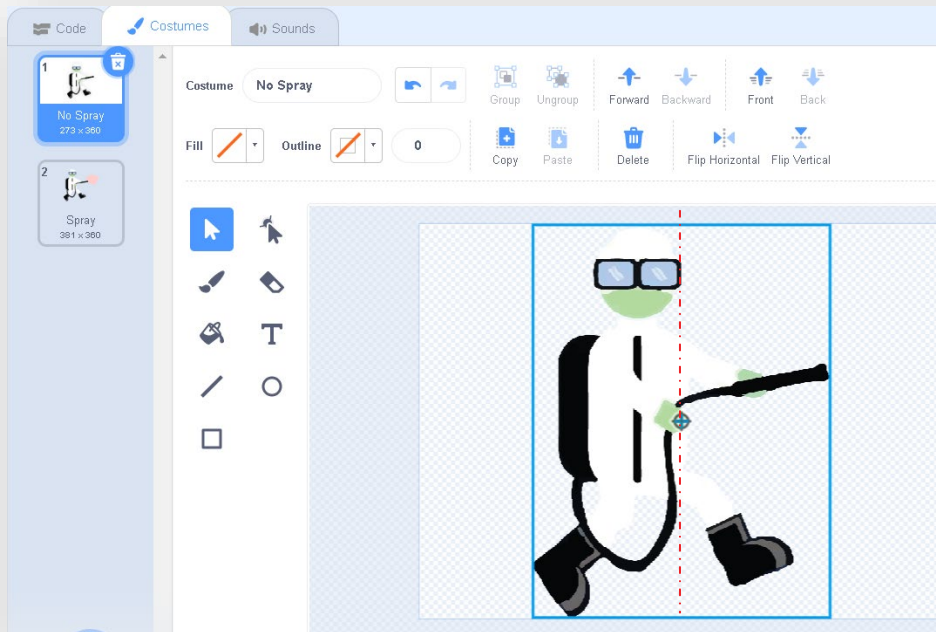 Code
Costumes
Sounds
1
No Spray
273 x 360
2
Spray
381 x 360
Costume
No Spray
Group
Ungroup
Forward
Backward
Front
Back
Fill
Outline
0
Copy
Paste
Delete
Flip Horizontal
Flip Vertical
T